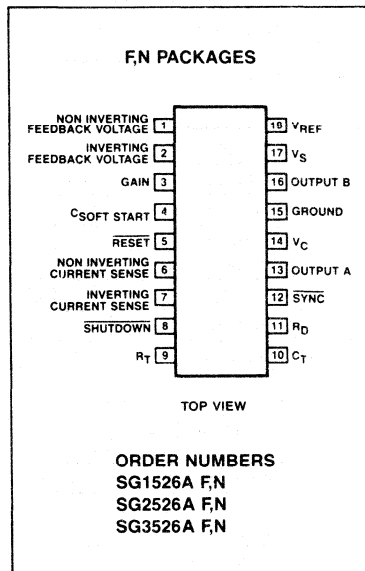 F,N PACKAGES
NON INVERTING
FEEDBACK VOLTAGE 1
INVERTING
FEEDBACK VOLTAGE 2
GAIN 3
CSOFT START 4
RESET 5
NON INVERTING
CURRENT SENSE 6
INVERTING
CURRENT SENSE 7
SHUTDOWN 8
RT 9
18 VREF
17 VS
16 OUTPUT B
15 GROUND
14 VC
13 OUTPUT A
12 SYNC
11 RD
10 CT
TOP VIEW
ORDER NUMBERS
SG1526A F,N
SG2526A F,N
SG3526A F,N